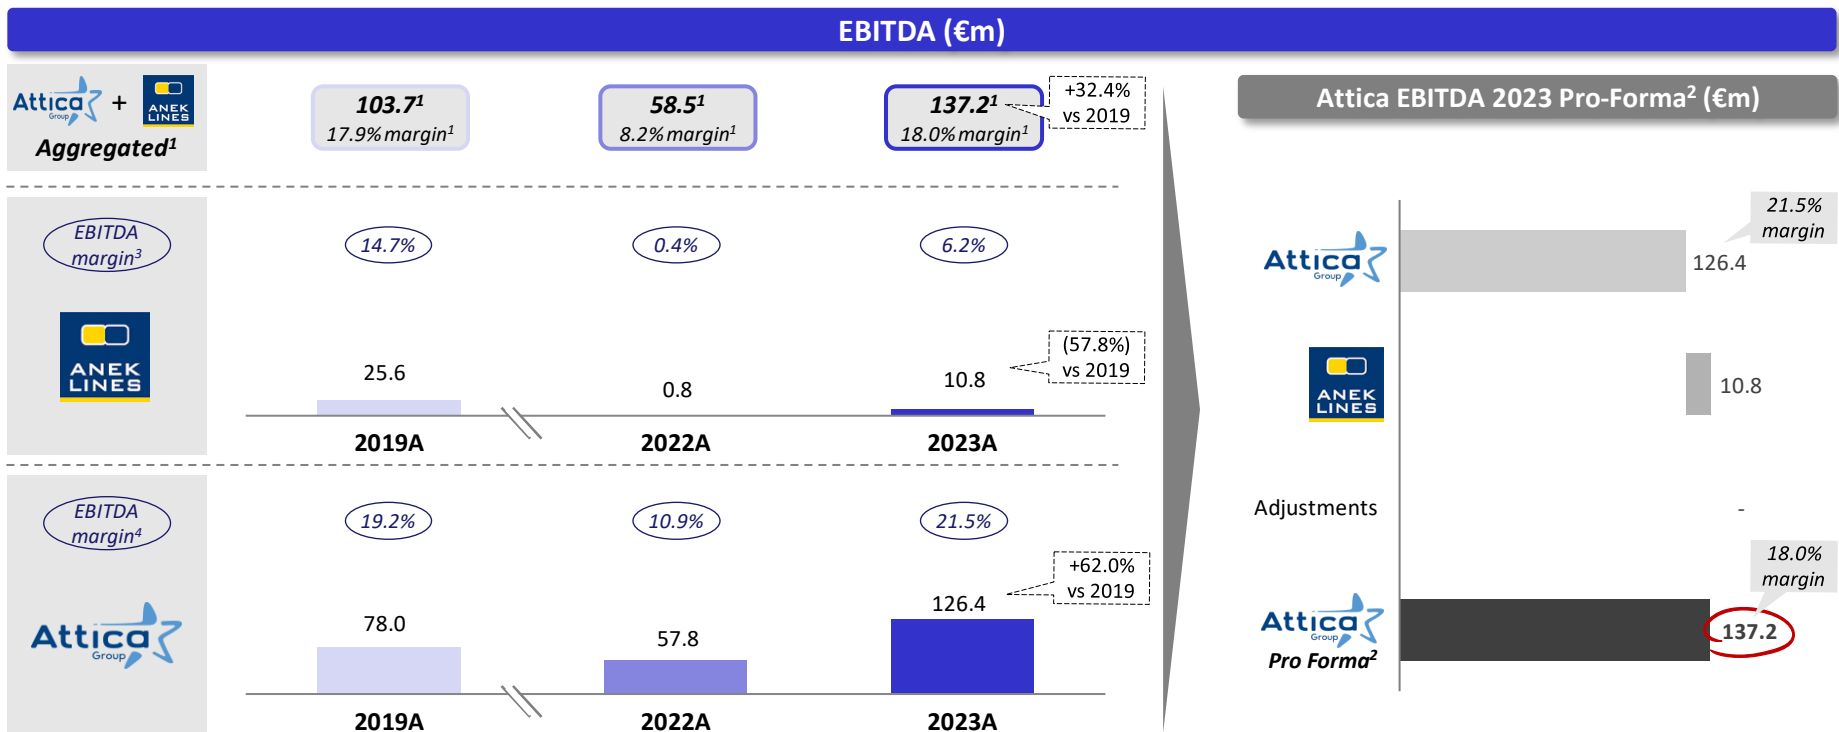 EBITDA (€m)
Attica
Group
+
ANEK
LINES
Aggregated¹
103.7¹
17.9% margin¹
58.5¹
8.2% margin¹
137.2¹
18.0% margin¹
+32.4%
vs 2019
EBITDA
margin³
ANEK
LINES
14.7%
0.4%
6.2%
25.6
0.8
10.8
(57.8%)
vs 2019
2019A
2022A
2023A
EBITDA
margin⁴
Attica
Group
19.2%
10.9%
21.5%
78.0
57.8
126.4
+62.0%
vs 2019
2019A
2022A
2023A
Attica EBITDA 2023 Pro-Forma² (€m)
21.5%
margin
Attica
Group
126.4
ANEK
LINES
10.8
Adjustments
-
18.0%
margin
Attica
Group
Pro Forma²
137.2